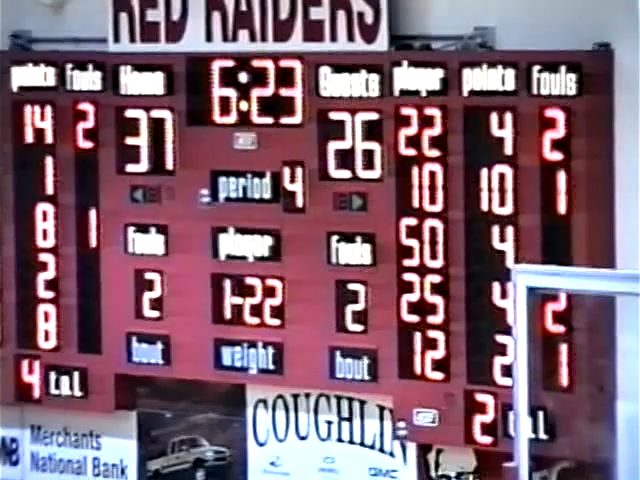 RED RAIDERS
points fouls Home 6:23 Guests player points fouls
14 2 37 26 22 4 2
1 period 4 10 10 1
8 1 fouls player fouls 50 4
2 2 1-22 2 25 4 2
8 bout weight bout 12 2 1
4 t.o.l 2
Merchants
National Bank
COUGHLIN
GMC